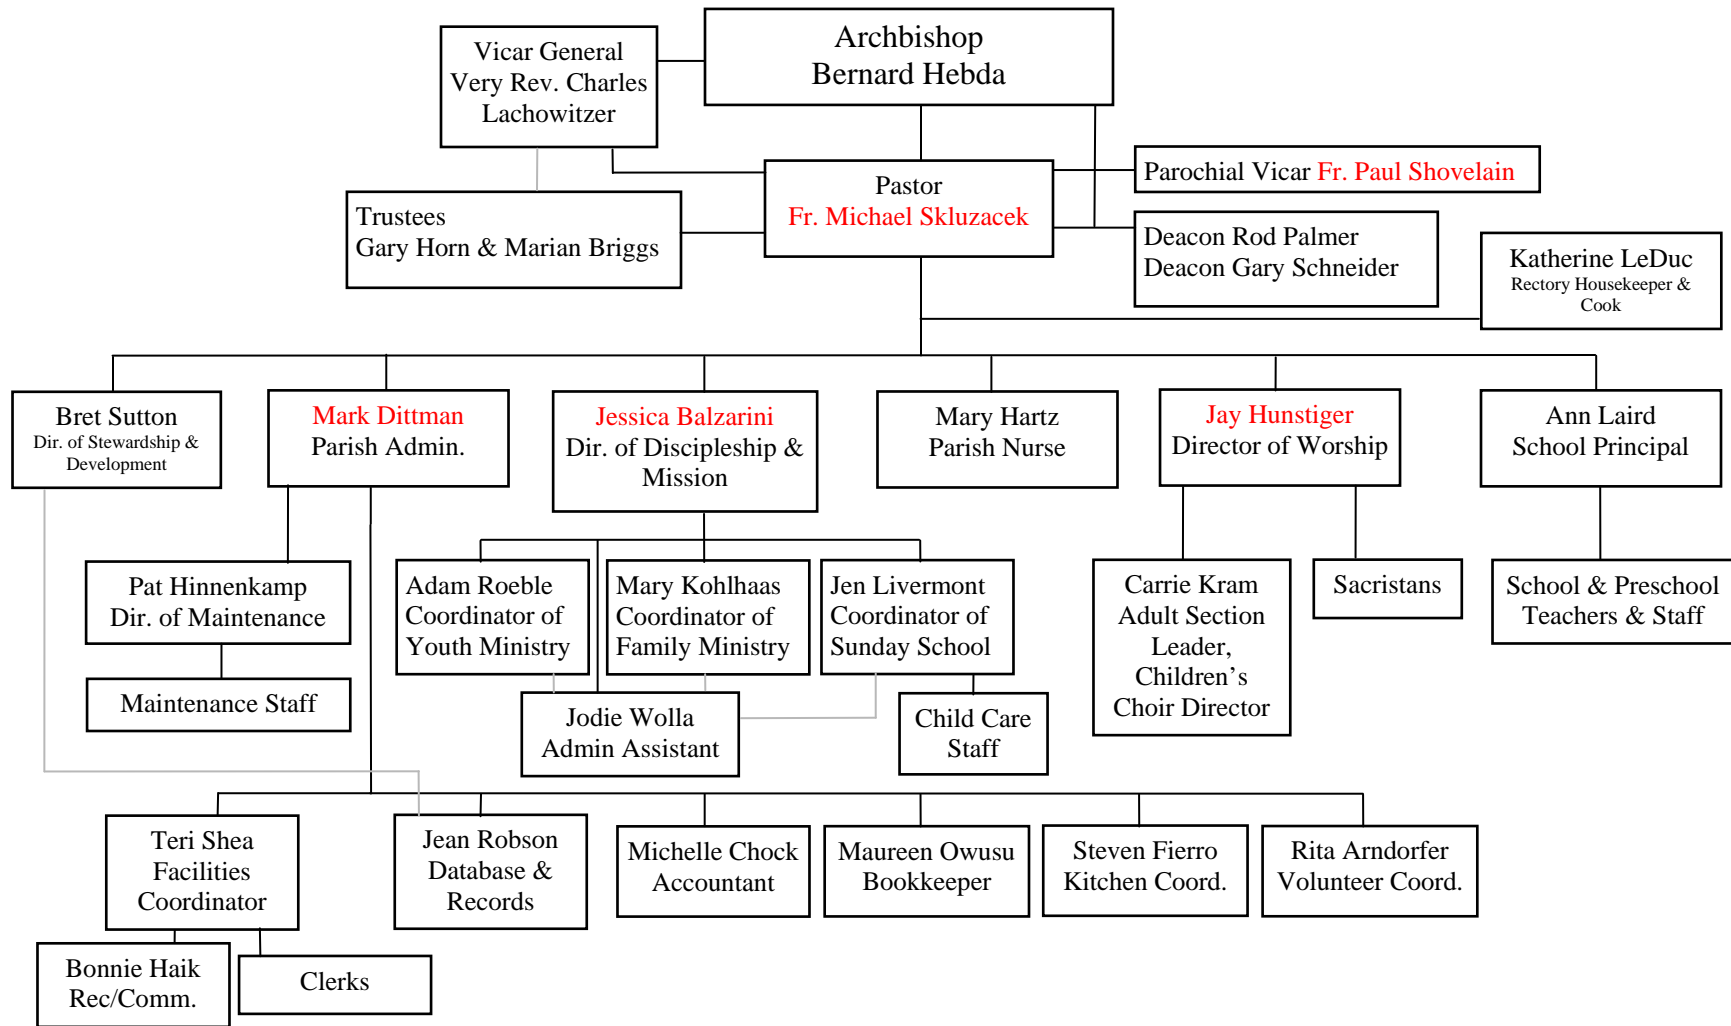 Archbishop
Bernard Hebda
Vicar General
Very Rev. Charles
Lachowitzer
Pastor
Fr. Michael Skluzacek
Parochial Vicar Fr. Paul Shovelain
Trustees
Gary Horn & Marian Briggs
Deacon Rod Palmer
Deacon Gary Schneider
Katherine LeDuc
Rectory Housekeeper &
Cook
Bret Sutton
Dir. of Stewardship &
Development
Mark Dittman
Parish Admin.
Jessica Balzarini
Dir. of Discipleship &
Mission
Mary Hartz
Parish Nurse
Jay Hunstiger
Director of Worship
Ann Laird
School Principal
Pat Hinnenkamp
Dir. of Maintenance
Adam Roeble
Coordinator of
Youth Ministry
Mary Kohlhaas
Coordinator of
Family Ministry
Jen Livermont
Coordinator of
Sunday School
Carrie Kram
Adult Section
Leader,
Children’s
Choir Director
Sacristans
School & Preschool
Teachers & Staff
Maintenance Staff
Jodie Wolla
Admin Assistant
Child Care
Staff
Teri Shea
Facilities
Coordinator
Jean Robson
Database &
Records
Michelle Chock
Accountant
Maureen Owusu
Bookkeeper
Steven Fierro
Kitchen Coord.
Rita Arndorfer
Volunteer Coord.
Bonnie Haik
Rec/Comm.
Clerks